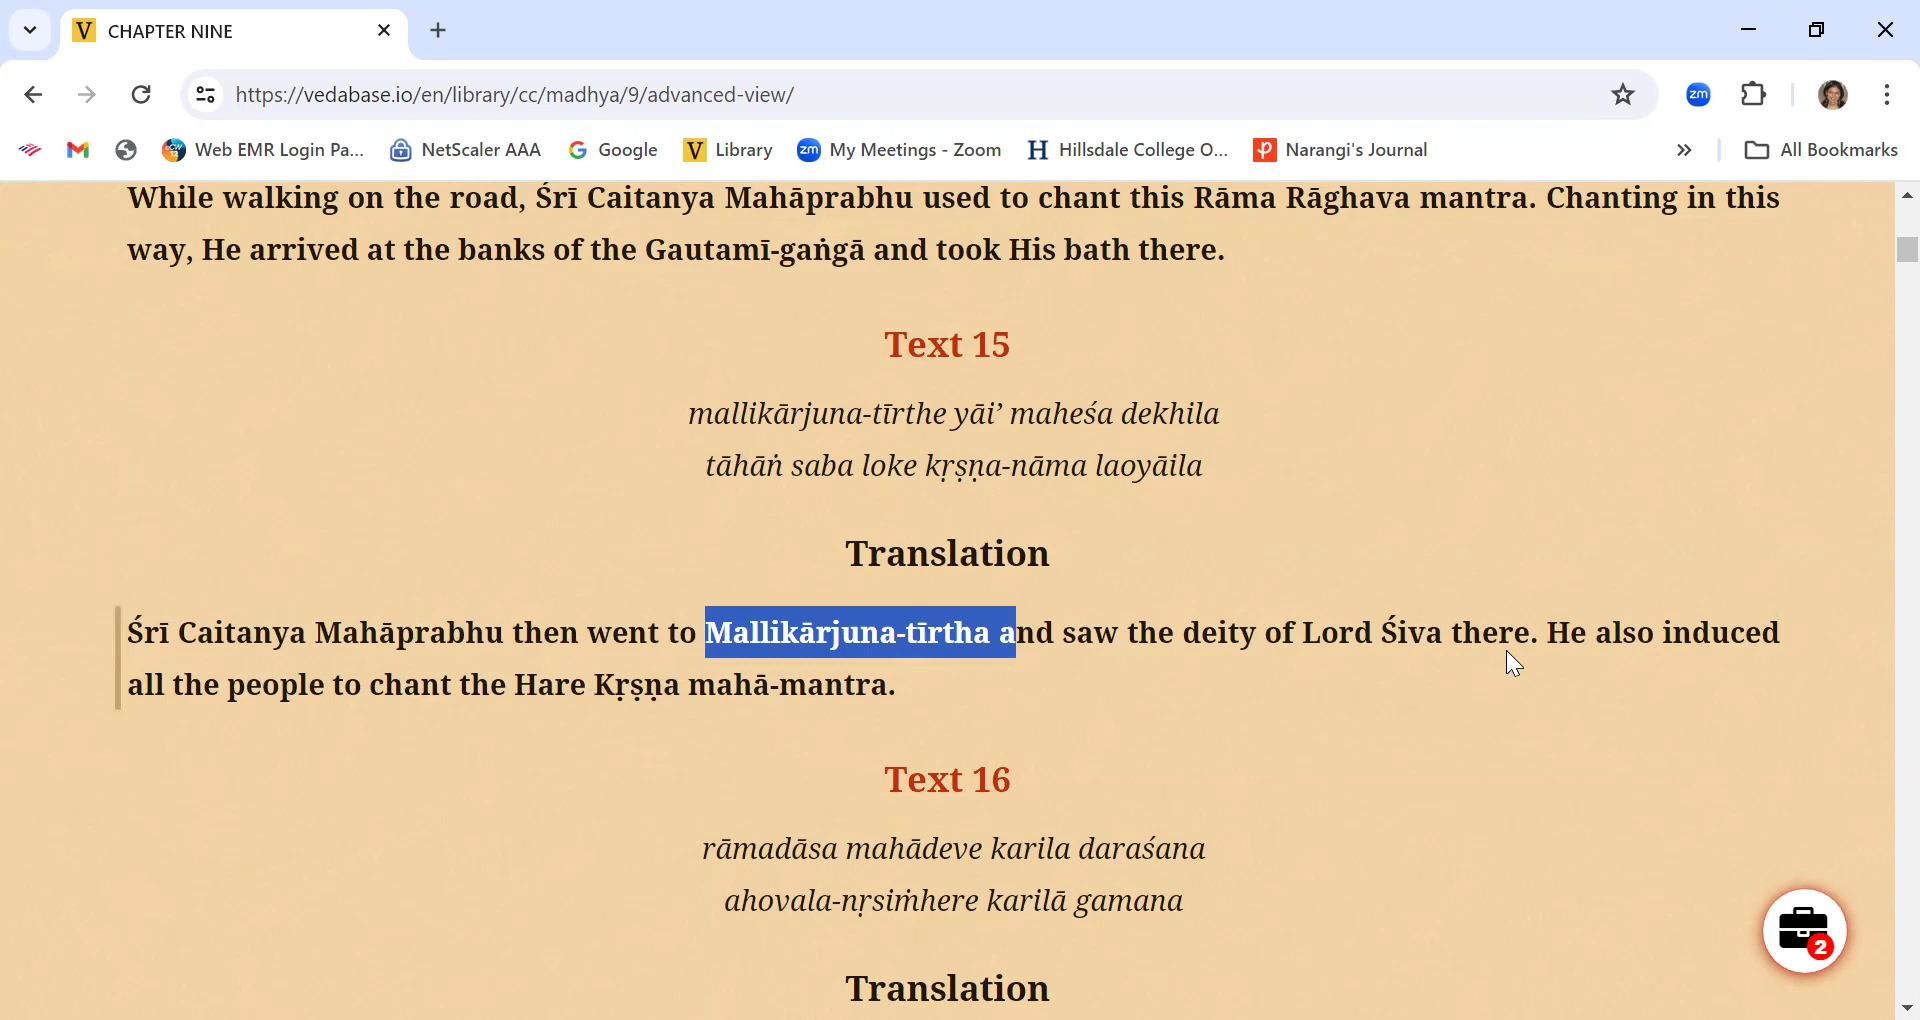 CHAPTER NINE
https://vedabase.io/en/library/cc/madhya/9/advanced-view/
zm
Web EMR Login Pa... NetScaler AAA Google Library My Meetings - Zoom Hillsdale College O... Narangi's Journal » All Bookmarks
While walking on the road, Śrī Caitanya Mahāprabhu used to chant this Rāma Rāghava mantra. Chanting in this
way, He arrived at the banks of the Gautamī-gaṅgā and took His bath there.
Text 15
mallikārjuna-tīrthe yāi’ maheśa dekhila
tāhāṅ saba loke kṛṣṇa-nāma laoyāila
Translation
Śrī Caitanya Mahāprabhu then went to Mallikārjuna-tīrtha and saw the deity of Lord Śiva there. He also induced
all the people to chant the Hare Kṛṣṇa mahā-mantra.
Text 16
rāmadāsa mahādeve karila daraśana
ahovala-nṛsiṁhere karilā gamana
2
Translation